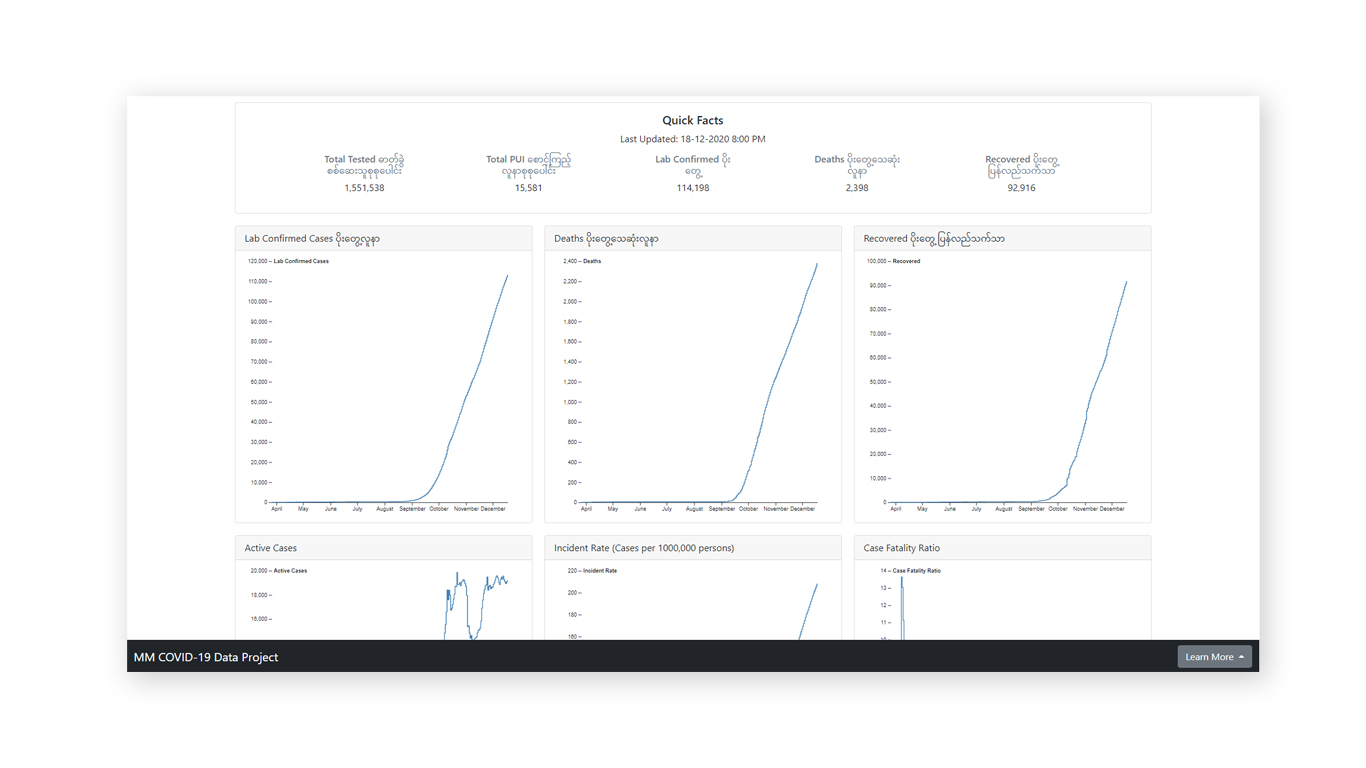 Quick Facts
Last Updated: 18-12-2020 8:00 PM
Total Tested ဓာတ်ခွဲ
စစ်ဆေးသူစုစုပေါင်း
1,551,538
Total PUI စောင့်ကြည့်
လူနာစုစုပေါင်း
15,581
Lab Confirmed ပိုး
တွေ့
114,198
Deaths ပိုးတွေ့သေဆုံး
လူနာ
2,398
Recovered ပိုးတွေ့
ပြန်လည်သက်သာ
92,916
Lab Confirmed Cases ပိုးတွေ့လူနာ
120,000 Lab Confirmed Cases
110,000
100,000
90,000
80,000
70,000
60,000
50,000
40,000
30,000
20,000
10,000
0
April May June July August September October November December
Deaths ပိုးတွေ့သေဆုံးလူနာ
2,400 Deaths
2,200
2,000
1,800
1,600
1,400
1,200
1,000
800
600
400
200
0
April May June July August September October November December
Recovered ပိုးတွေ့ ပြန်လည်သက်သာ
100,000 Recovered
90,000
80,000
70,000
60,000
50,000
40,000
30,000
20,000
10,000
0
April May June July August September October November December
Active Cases
20,000 Active Cases
18,000
16,000
Incident Rate (Cases per 1000,000 persons)
220 Incident Rate
200
180
160
Case Fatality Ratio
14 Case Fatality Ratio
13
12
11
MM COVID-19 Data Project
Learn More